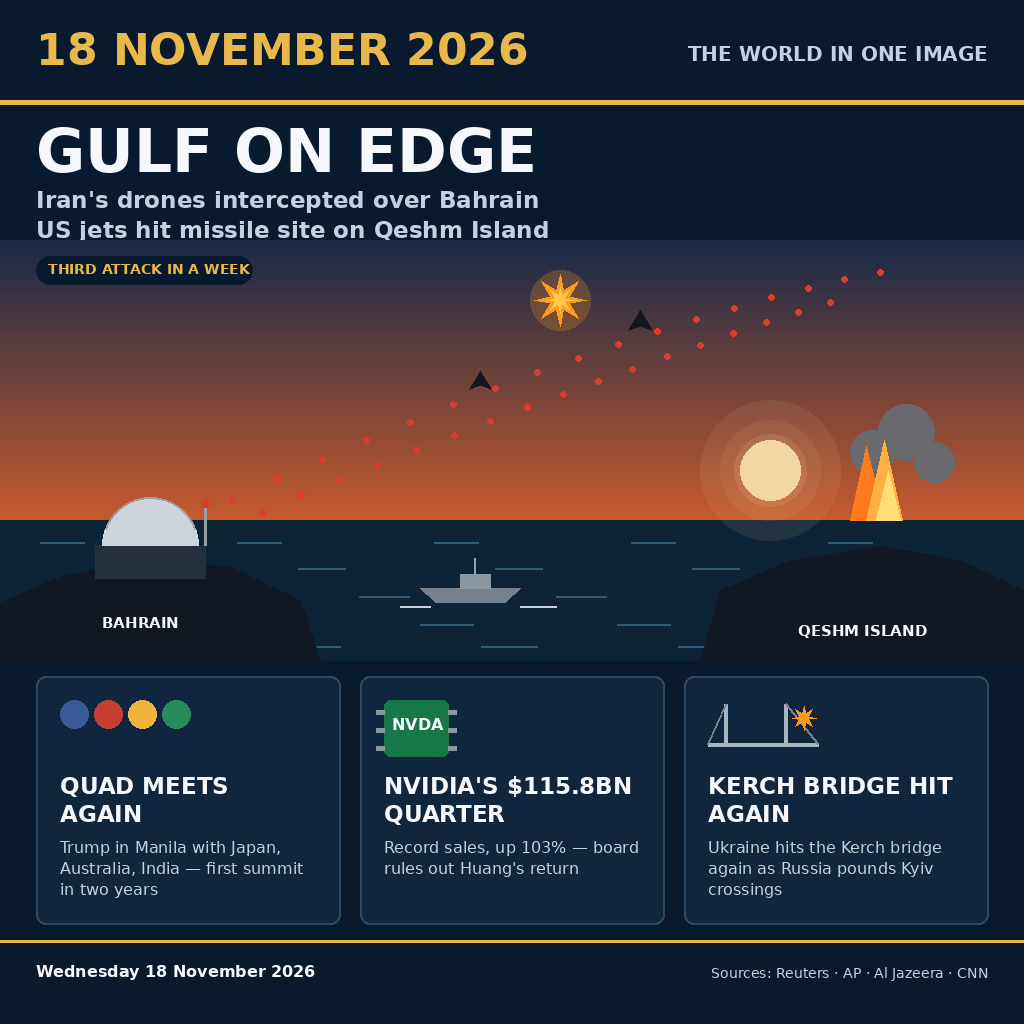 18 NOVEMBER 2026
THE WORLD IN ONE IMAGE
GULF ON EDGE
Iran's drones intercepted over Bahrain
US jets hit missile site on Qeshm Island
THIRD ATTACK IN A WEEK
BAHRAIN
QESHM ISLAND
QUAD MEETS
AGAIN
Trump in Manila with Japan,
Australia, India — first summit
in two years
NVDA
NVIDIA'S $115.8BN
QUARTER
Record sales, up 103% — board
rules out Huang's return
KERCH BRIDGE HIT
AGAIN
Ukraine hits the Kerch bridge
again as Russia pounds Kyiv
crossings
Wednesday 18 November 2026
Sources: Reuters · AP · Al Jazeera · CNN